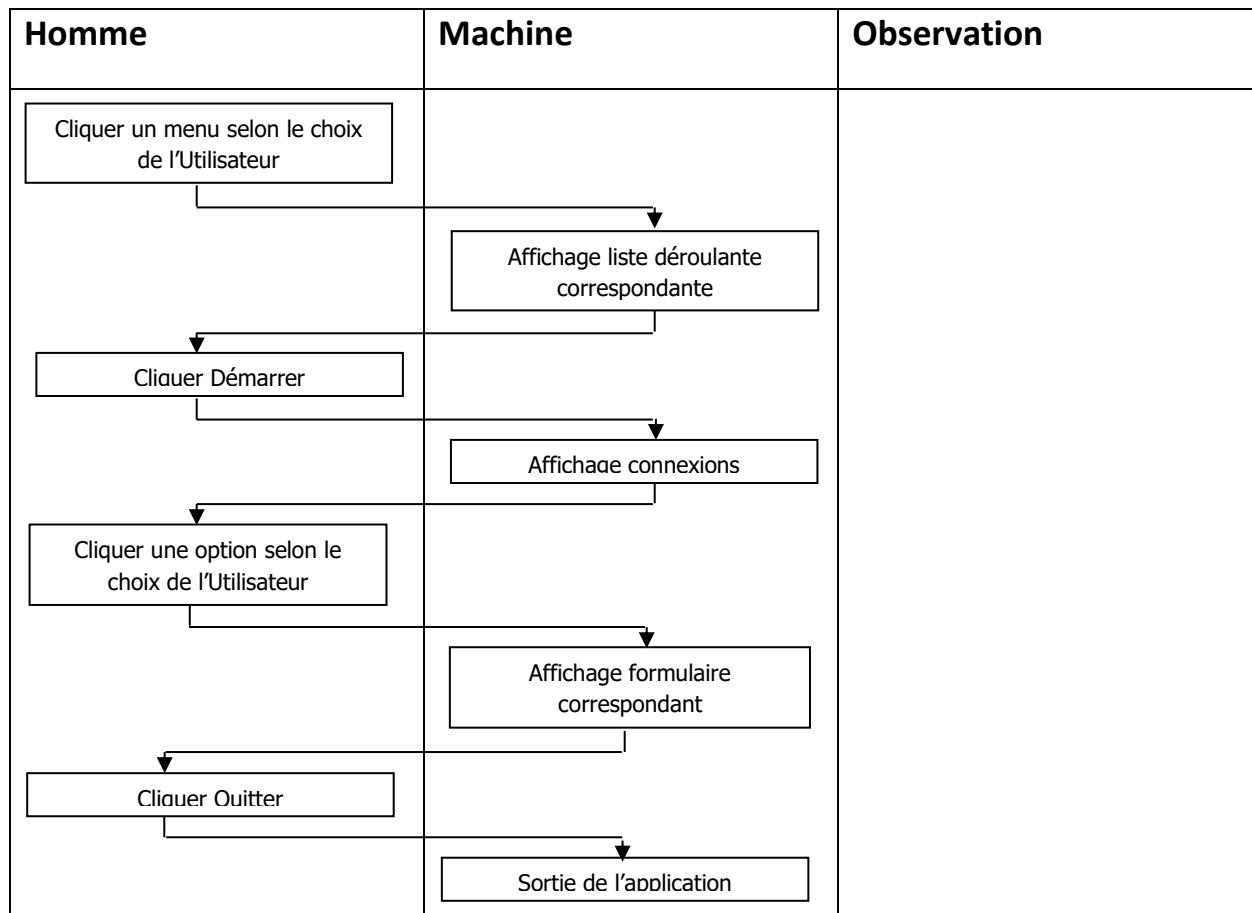 Homme
Machine
Observation
Cliquer un menu selon le choix
de l’Utilisateur
Affichage liste déroulante
correspondante
Cliquer Démarrer
Affichage connexions
Cliquer une option selon le
choix de l’Utilisateur
Affichage formulaire
correspondant
Cliquer Quitter
Sortie de l’application